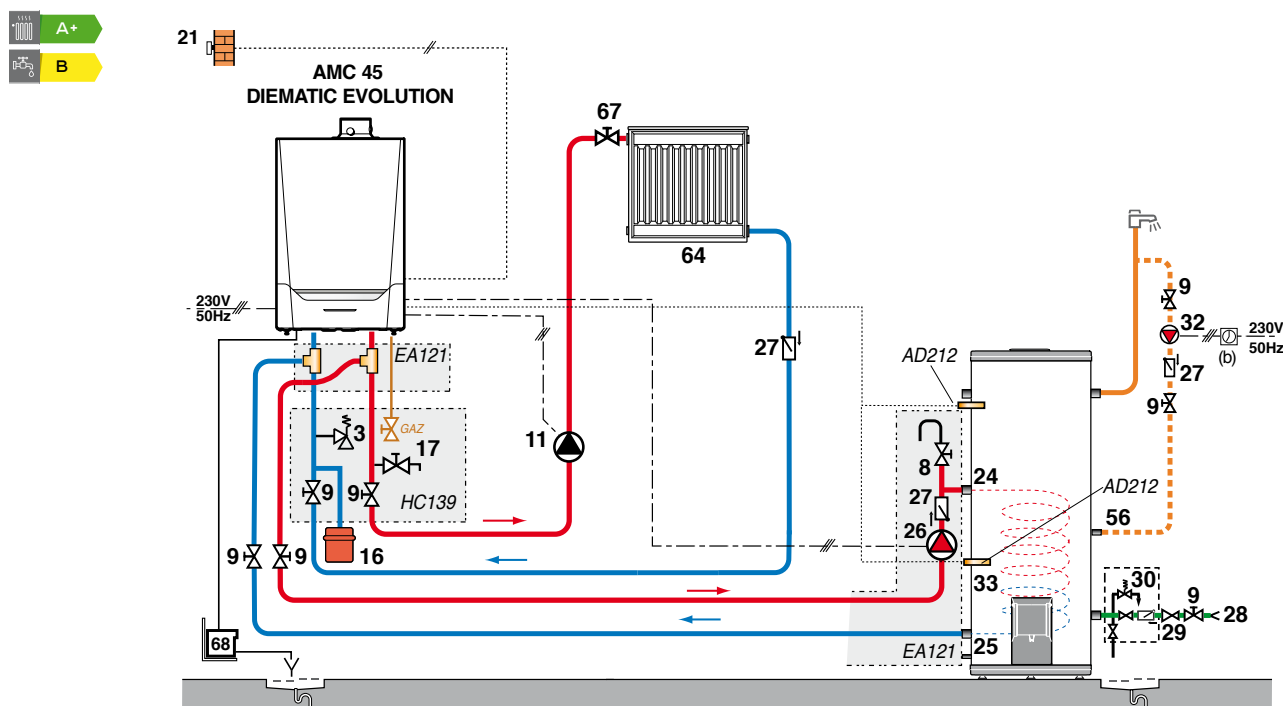 A+
B
21
AMC 45
DIEMATIC EVOLUTION
67
64
230V
50Hz
EA121
3
GAZ
17
9
9
HC139
16
9
9
68
11
27
AD212
8
24
27
26
33
AD212
EA121
25
9
32
230V
50Hz
(b)
27
9
56
30
9
28
29